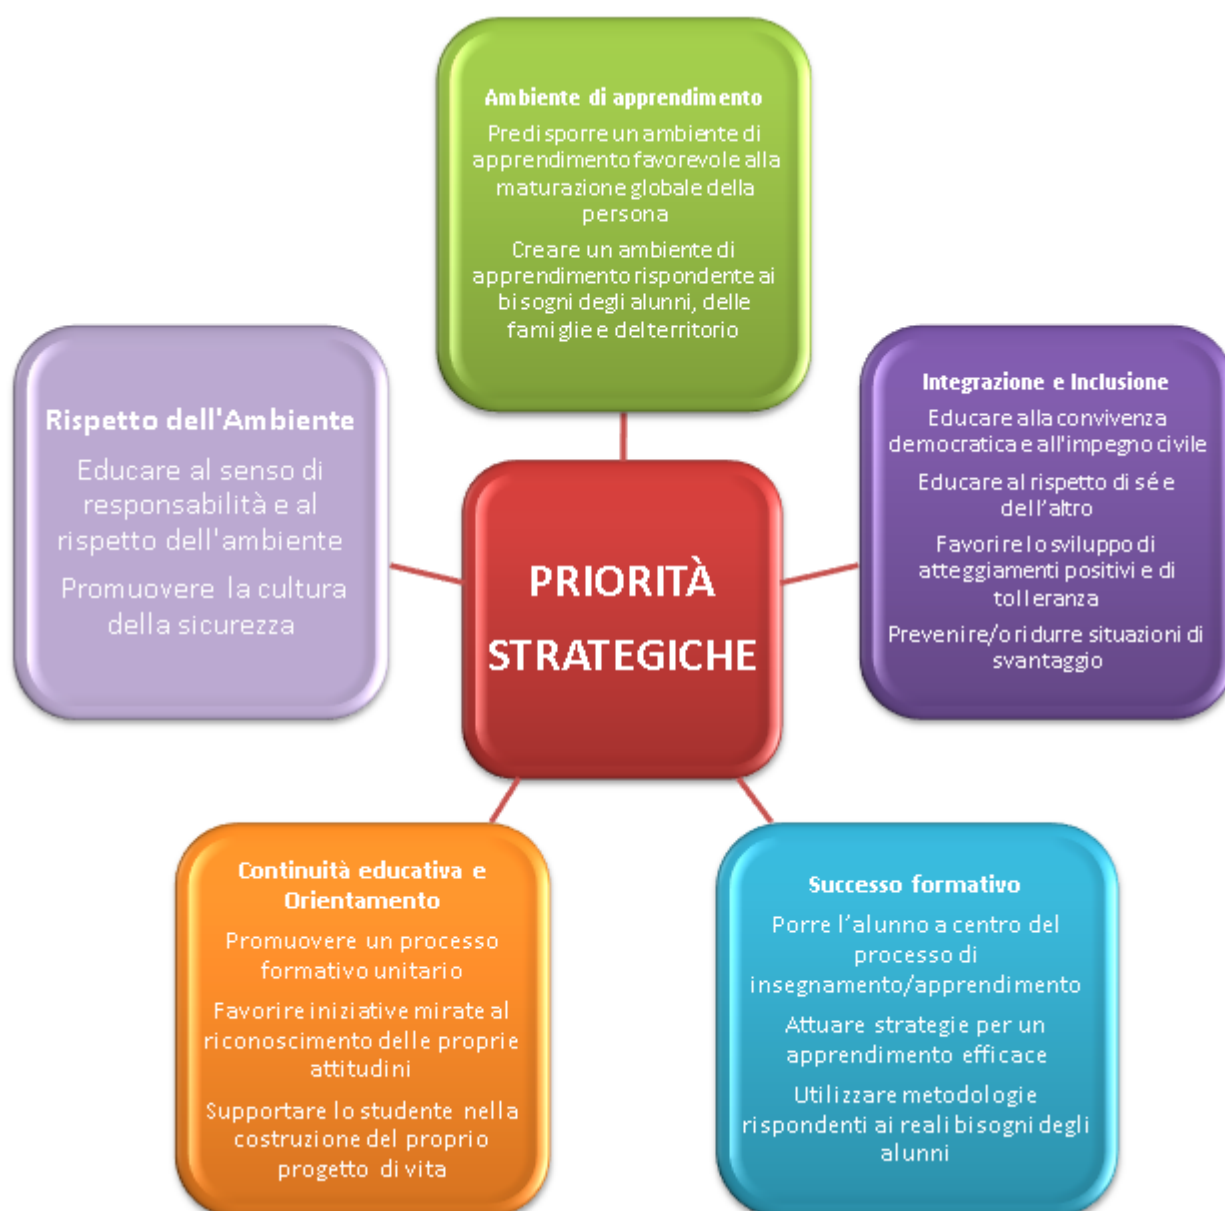 Ambiente di apprendimento
Predisporre un ambiente di
apprendimento favorevole alla
maturazione globale della
persona
Creare un ambiente di
apprendimento rispondente ai
bisogni degli alunni, delle
famiglie e del territorio
Integrazione e Inclusione
Educare alla convivenza
democratica e all'impegno civile
Educare al rispetto di sé e
dell'altro
Favorire lo sviluppo di
atteggiamenti positivi e di
tolleranza
Prevenire/o ridurre situazioni di
svantaggio
Successo formativo
Porre l'alunno a centro del
processo di
insegnamento/apprendimento
Attuare strategie per un
apprendimento efficace
Utilizzare metodologie
rispondenti ai reali bisogni degli
alunni
Continuità educativa e
Orientamento
Promuovere un processo
formativo unitario
Favorire iniziative mirate al
riconoscimento delle proprie
attitudini
Supportare lo studente nella
costruzione del proprio
progetto di vita
Rispetto dell'Ambiente
Educare al senso di
responsabilità e al
rispetto dell'ambiente
Promuovere la cultura
della sicurezza
PRIORITÀ
STRATEGICHE